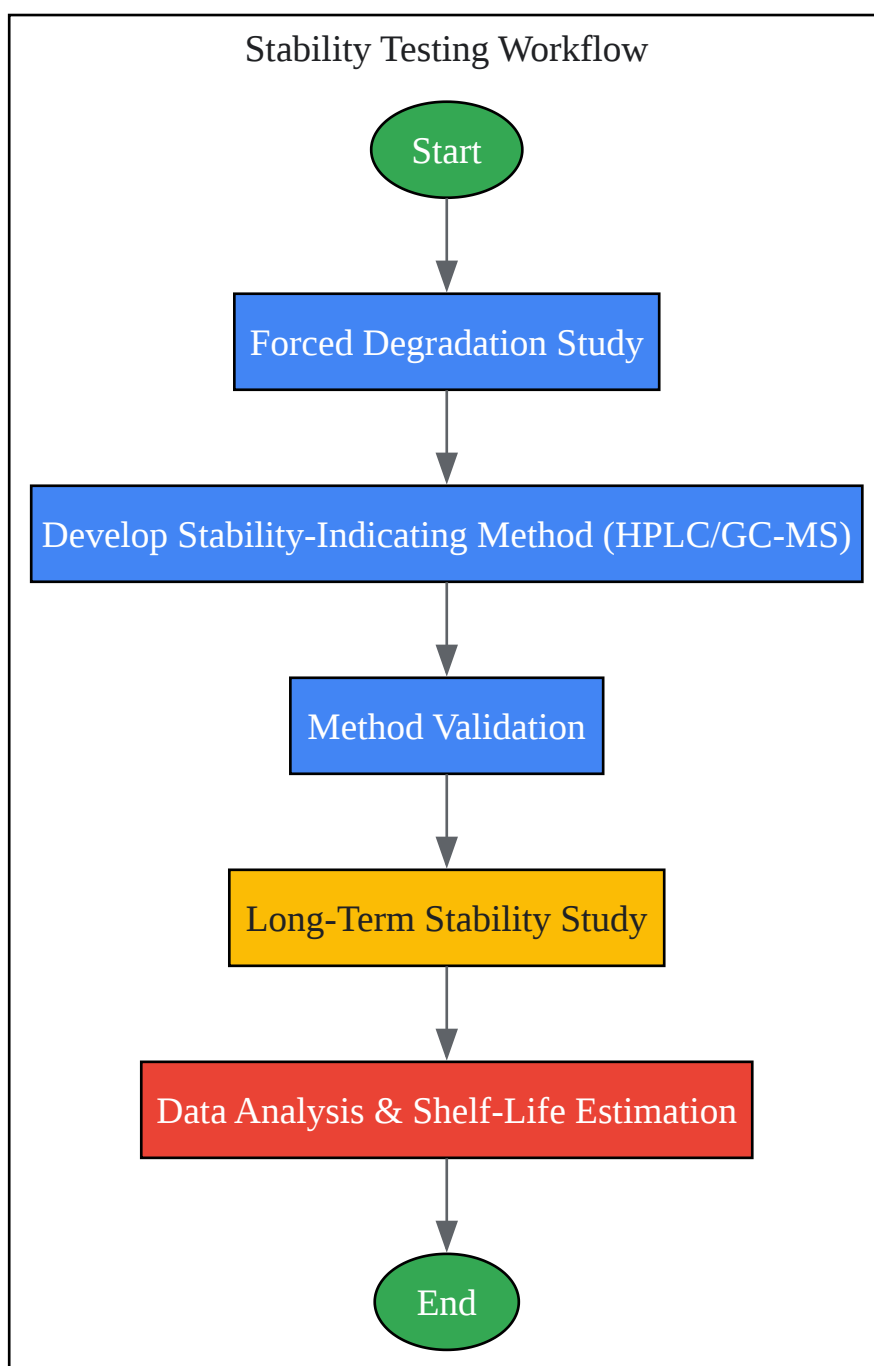 Stability Testing Workflow
Start
Forced Degradation Study
Develop Stability-Indicating Method (HPLC/GC-MS)
Method Validation
Long-Term Stability Study
Data Analysis & Shelf-Life Estimation
End